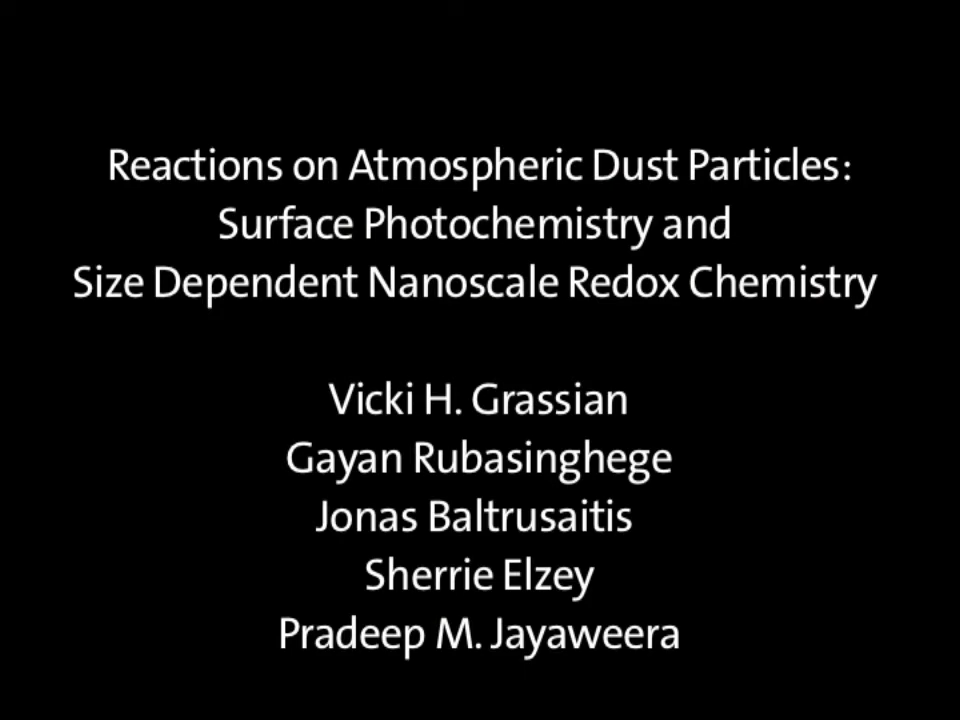 Reactions on Atmospheric Dust Particles:
Surface Photochemistry and
Size Dependent Nanoscale Redox Chemistry
Vicki H. Grassian
Gayan Rubasinghege
Jonas Baltrusaitis
Sherrie Elzey
Pradeep M. Jayaweera